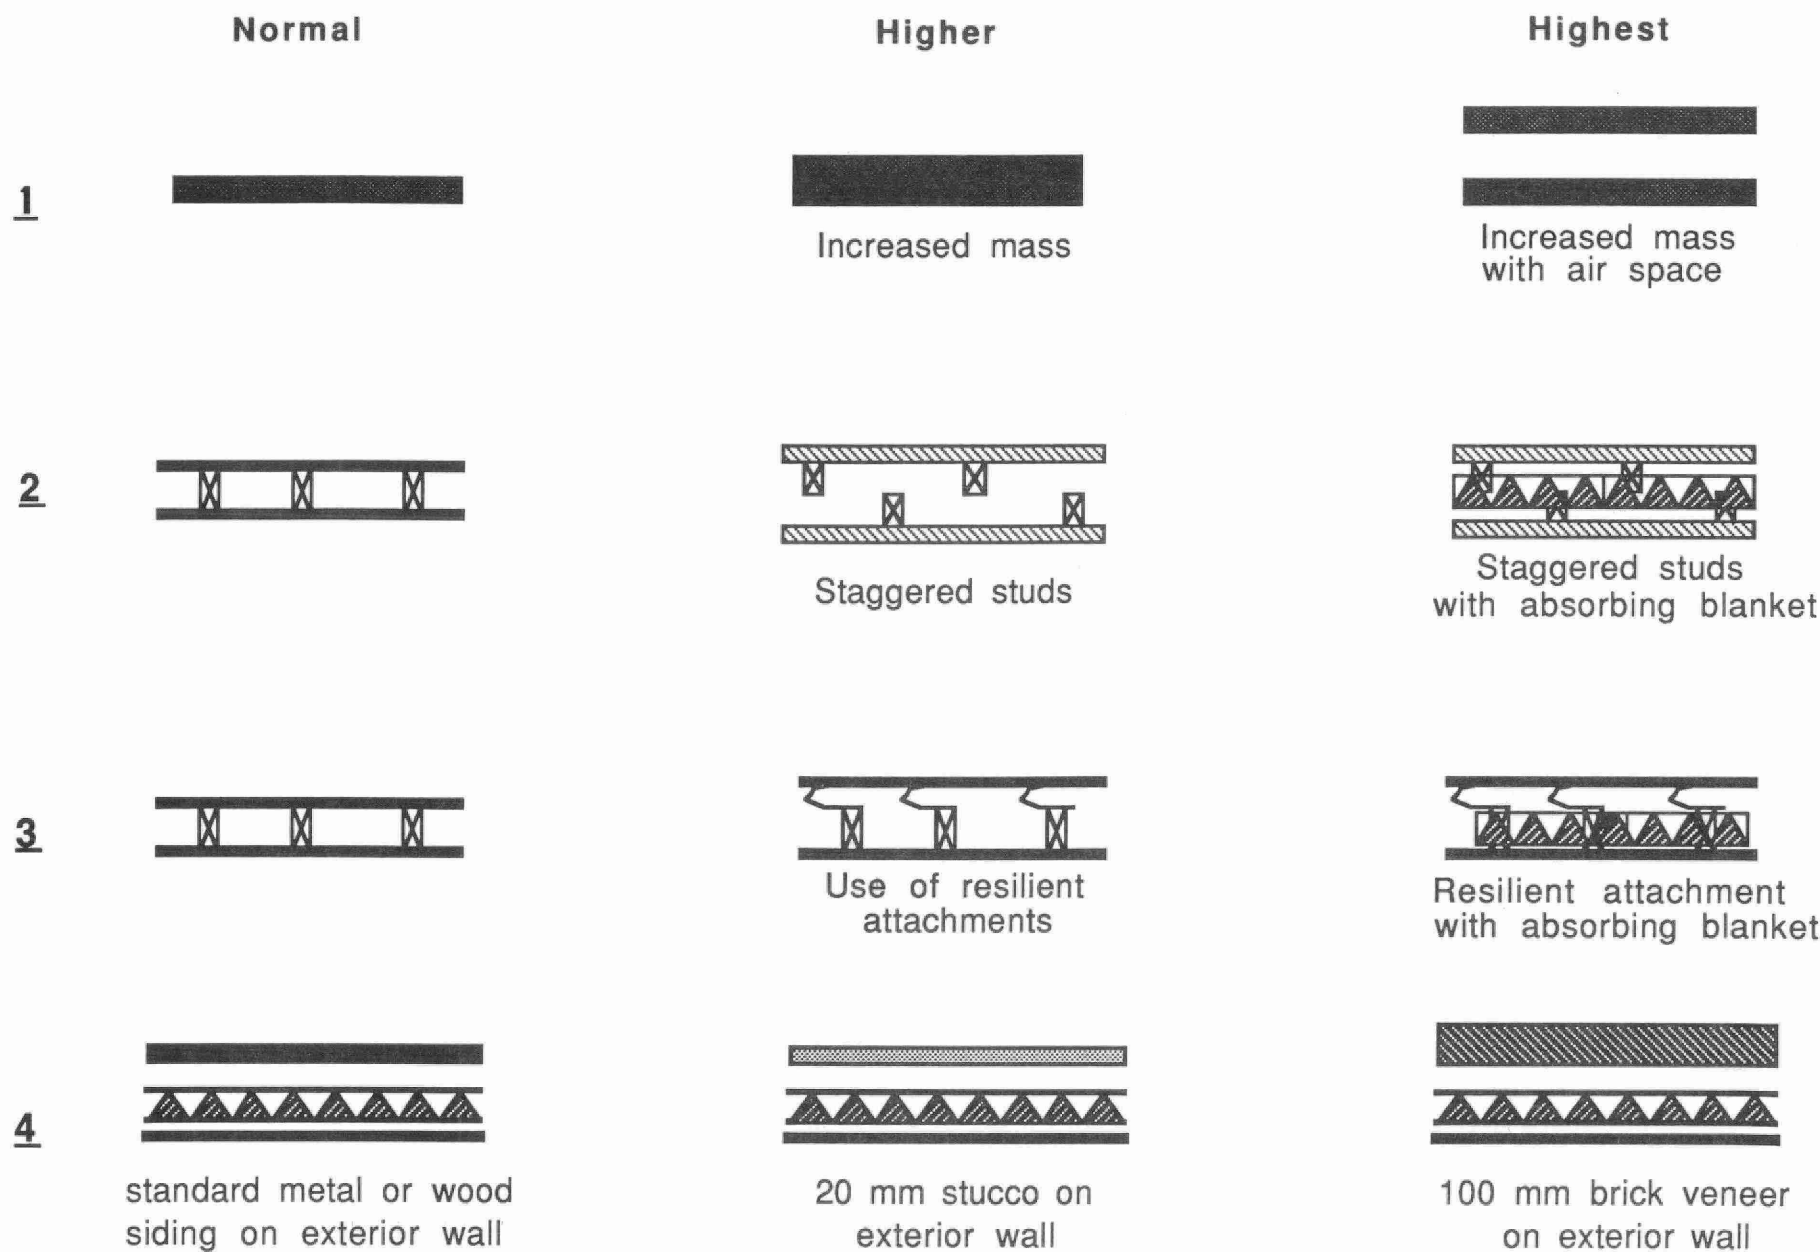 Normal
Higher
Highest
1
Increased mass
Increased mass
with air space
2
Staggered studs
Staggered studs
with absorbing blanket
3
Use of resilient
attachments
Resilient attachment
with absorbing blanket
4
standard metal or wood
siding on exterior wall
20 mm stucco on
exterior wall
100 mm brick veneer
on exterior wall